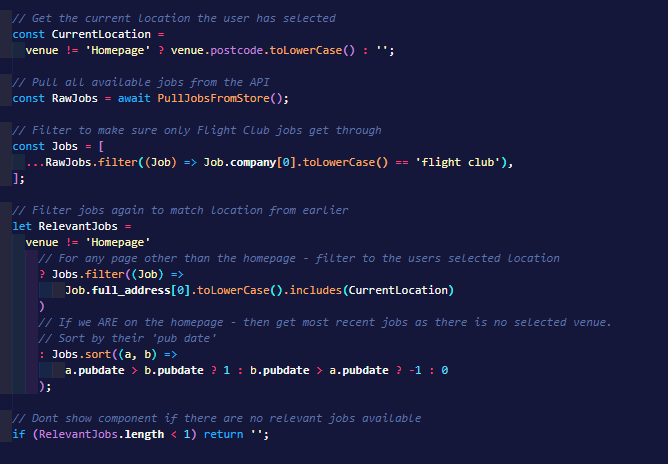 // Get the current location the user has selected
const CurrentLocation =
venue != 'Homepage' ? venue.postcode.toLowerCase() : '';
// Pull all available jobs from the API
const RawJobs = await PullJobsFromStore();
// Filter to make sure only Flight Club jobs get through
const Jobs = [
...RawJobs.filter((Job) => Job.company[0].toLowerCase() == 'flight club'),
];
// Filter jobs again to match location from earlier
let RelevantJobs =
venue != 'Homepage'
// For any page other than the homepage - filter to the users selected location
? Jobs.filter((Job) =>
Job.full_address[0].toLowerCase().includes(CurrentLocation)
)
// If we ARE on the homepage - then get most recent jobs as there is no selected venue.
// Sort by their 'pub date'
: Jobs.sort((a, b) =>
a.pubdate > b.pubdate ? 1 : b.pubdate > a.pubdate ? -1 : 0
);
// Dont show component if there are no relevant jobs available
if (RelevantJobs.length < 1) return '';